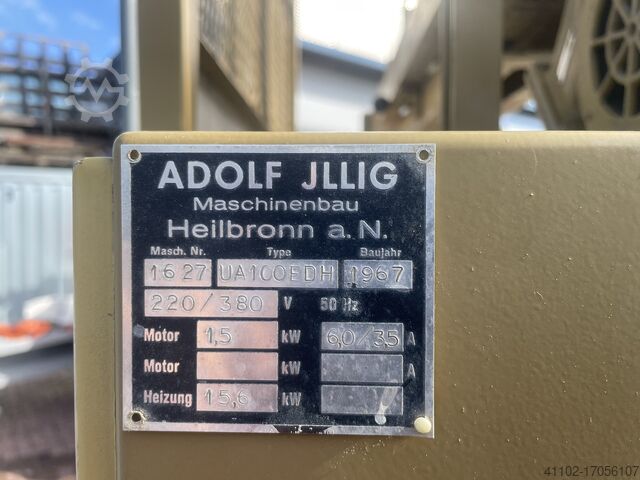 ADOLF JLLIG
Maschinenbau
Heilbronn a. N.
Masch. Nr. Type Baujahr
1627 UA100EDH 1967
220/380 V 50 Hz
Motor 1,5 kW 6,0/3,5 A
Motor kW A
Heizung 15,6 kW
41102-17056107